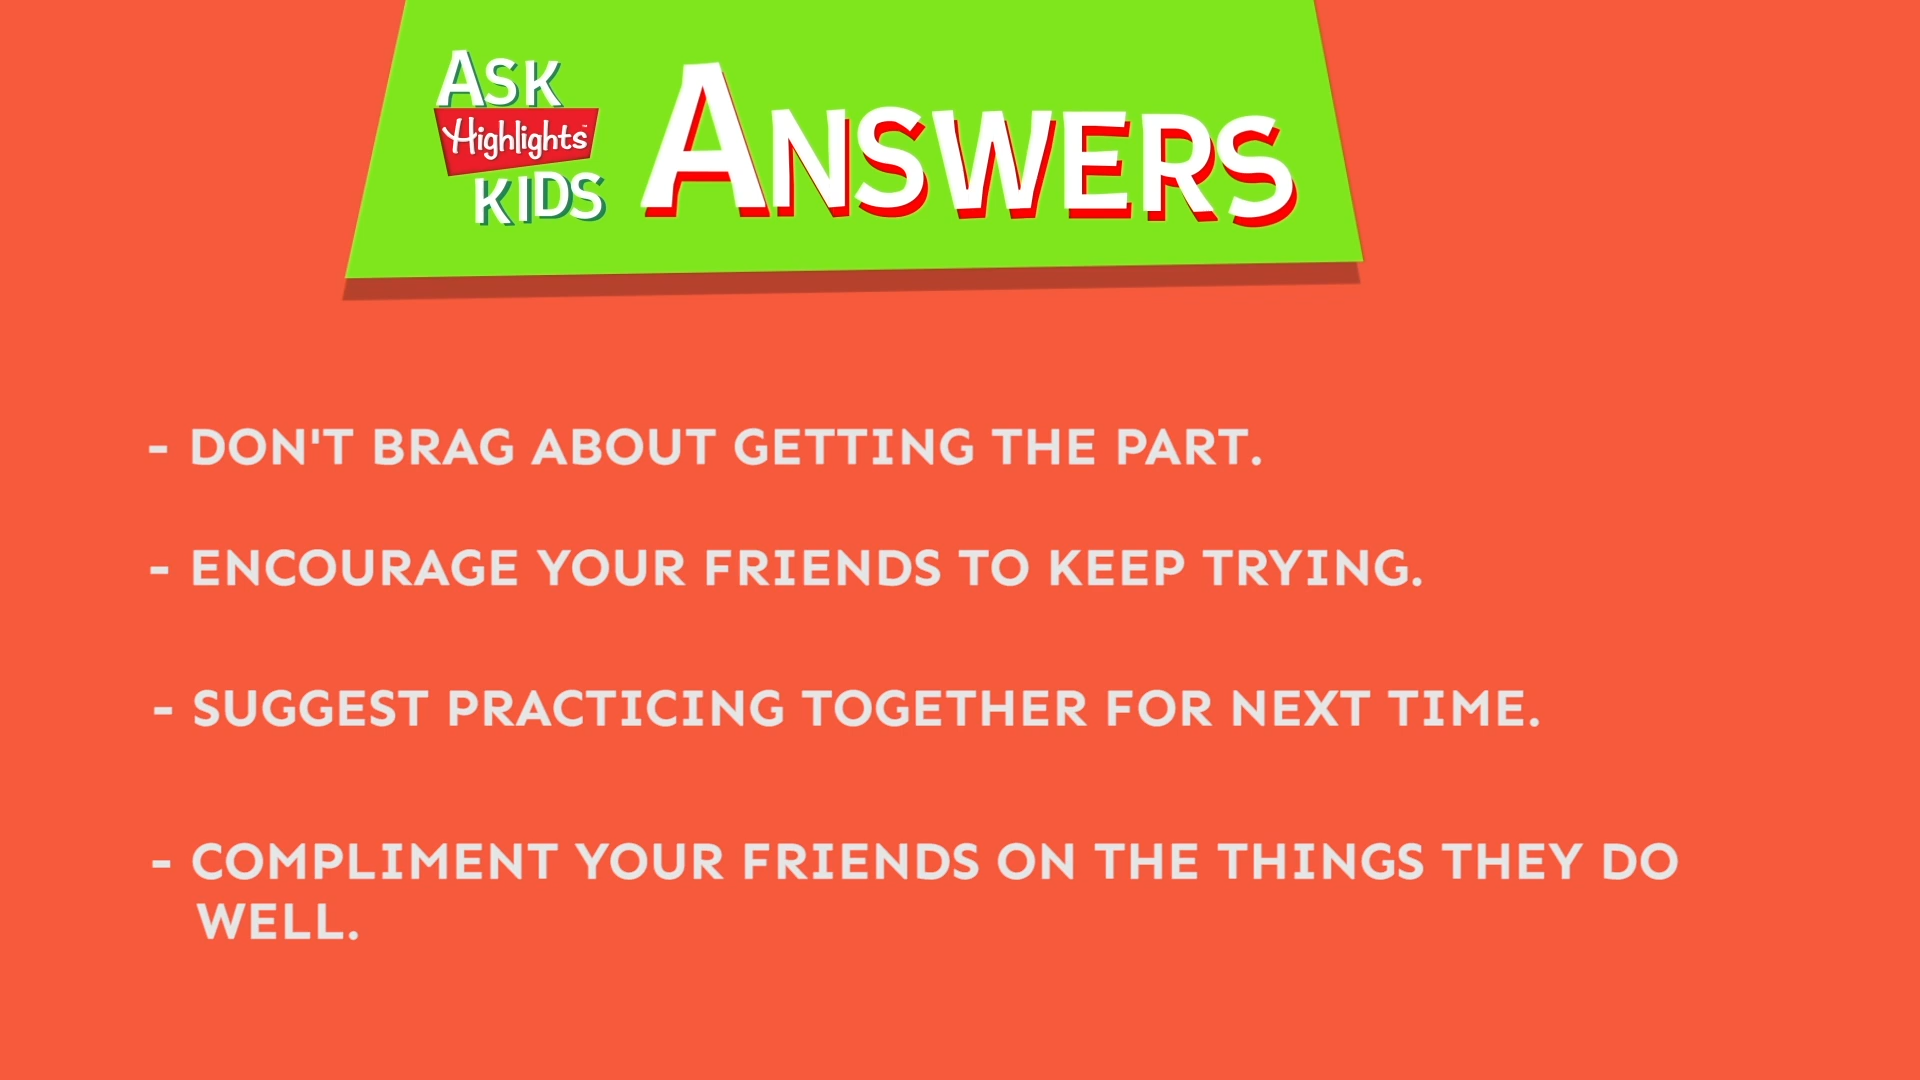 ASK
Highlights™
KIDS
ANSWERS
- DON'T BRAG ABOUT GETTING THE PART.
- ENCOURAGE YOUR FRIENDS TO KEEP TRYING.
- SUGGEST PRACTICING TOGETHER FOR NEXT TIME.
- COMPLIMENT YOUR FRIENDS ON THE THINGS THEY DO
WELL.